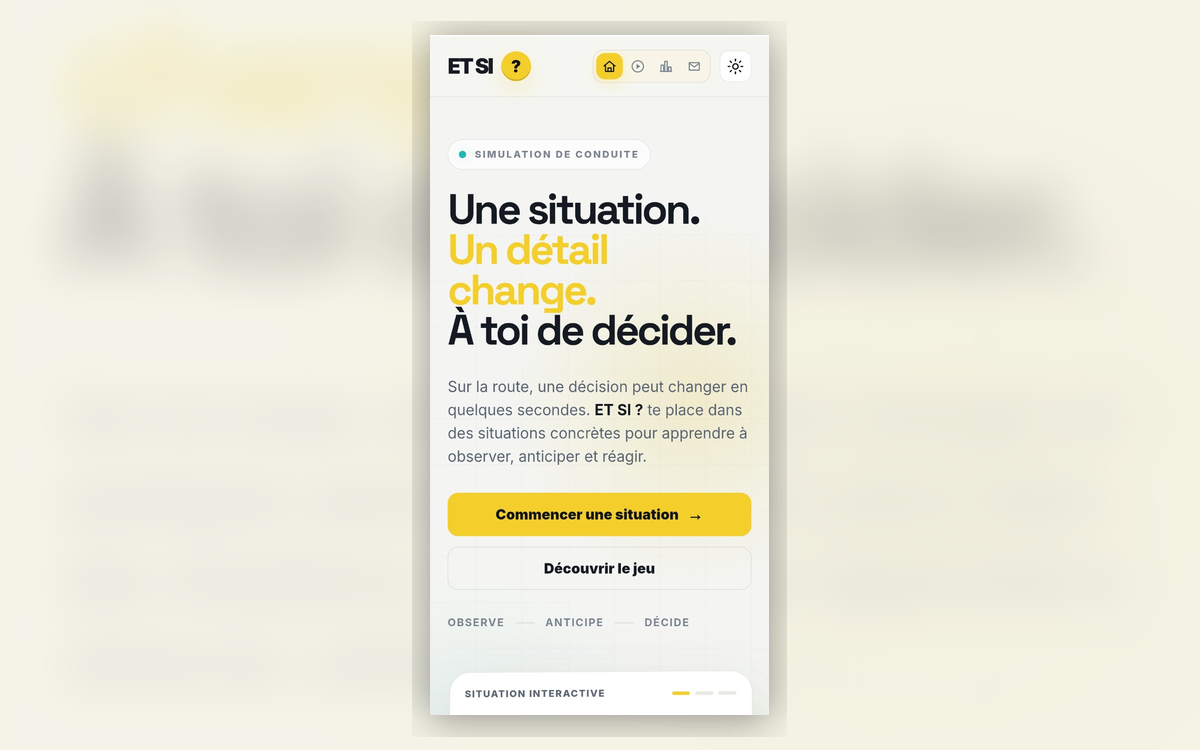 ET SI ?
SIMULATION DE CONDUITE
Une situation.
Un détail
change.
À toi de décider.
Sur la route, une décision peut changer en
quelques secondes. ET SI ? te place dans
des situations concrètes pour apprendre à
observer, anticiper et réagir.
Commencer une situation →
Découvrir le jeu
OBSERVE — ANTICIPE — DÉCIDE
SITUATION INTERACTIVE